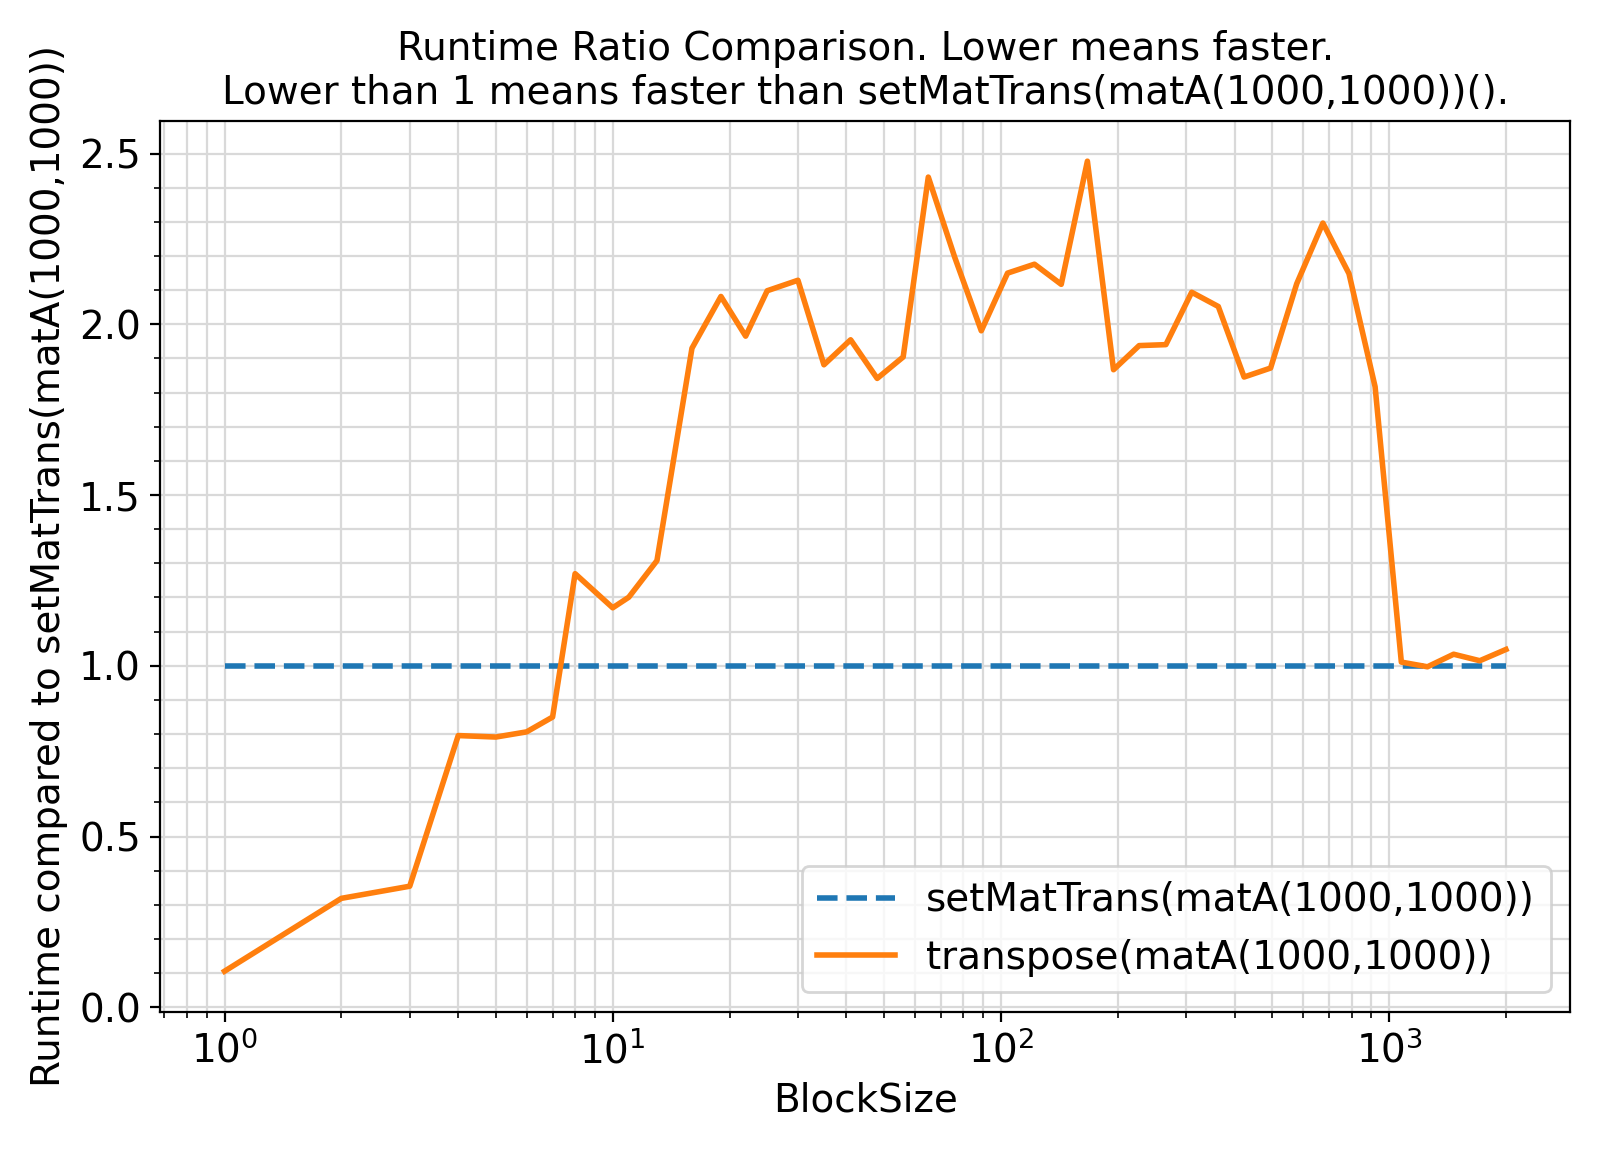 Runtime Ratio Comparison. Lower means faster.
Lower than 1 means faster than setMatTrans(matA(1000,1000))().
Runtime compared to setMatTrans(matA(1000,1000))
2.5
2.0
1.5
1.0
0.5
0.0
setMatTrans(matA(1000,1000))
transpose(matA(1000,1000))
10⁰ 10¹ 10² 10³
BlockSize